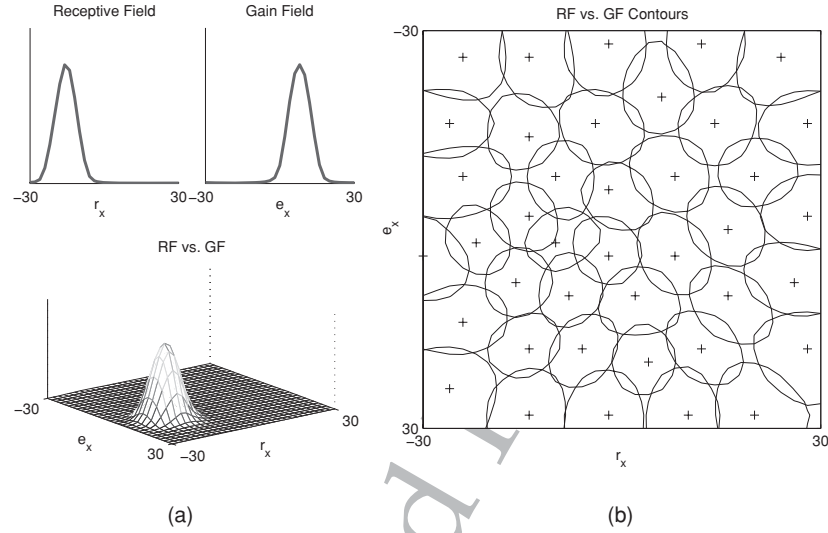 Receptive Field
Gain Field
−30
r_x
30
−30
e_x
30
RF vs. GF
−30
e_x
30
−30
r_x
30
(a)
RF vs. GF Contours
−30
e_x
30
−30
r_x
30
(b)